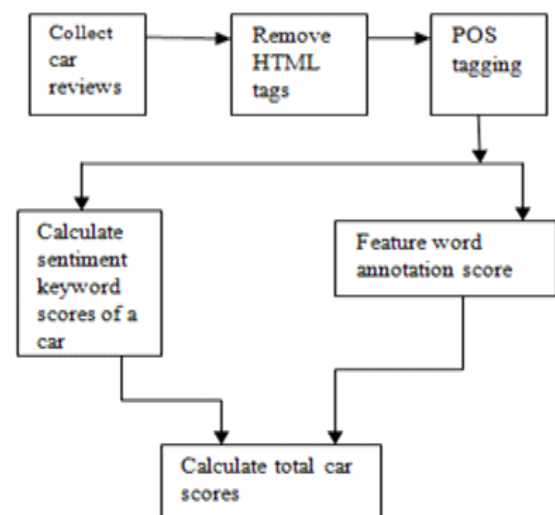 Collect
car
reviews
Remove
HTML
tags
POS
tagging
Calculate
sentiment
keyword
scores of a
car
Feature word
annotation score
Calculate total car
scores